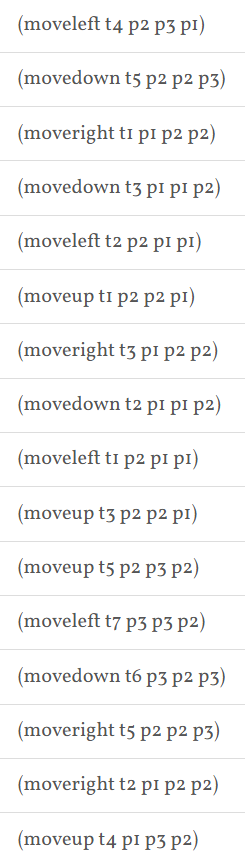 (moveleft t4 p2 p3 p1)
(movedown t5 p2 p2 p3)
(moveright t1 p1 p2 p2)
(movedown t3 p1 p1 p2)
(moveleft t2 p2 p1 p1)
(moveup t1 p2 p2 p1)
(moveright t3 p1 p2 p2)
(movedown t2 p1 p1 p2)
(moveleft t1 p2 p1 p1)
(moveup t3 p2 p2 p1)
(moveup t5 p2 p3 p2)
(moveleft t7 p3 p3 p2)
(movedown t6 p3 p2 p3)
(moveright t5 p2 p2 p3)
(moveright t2 p1 p2 p2)
(moveup t4 p1 p3 p2)